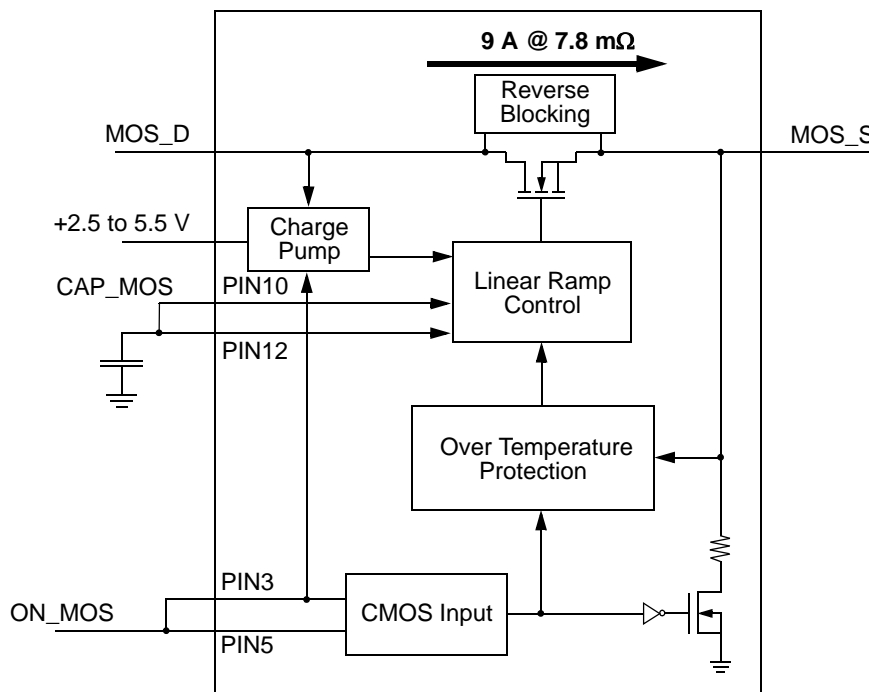 9 A @ 7.8 mΩ
Reverse
Blocking
MOS_D
MOS_S
+2.5 to 5.5 V
Charge
Pump
CAP_MOS
PIN10
Linear Ramp
Control
PIN12
Over Temperature
Protection
PIN3
ON_MOS
CMOS Input
PIN5